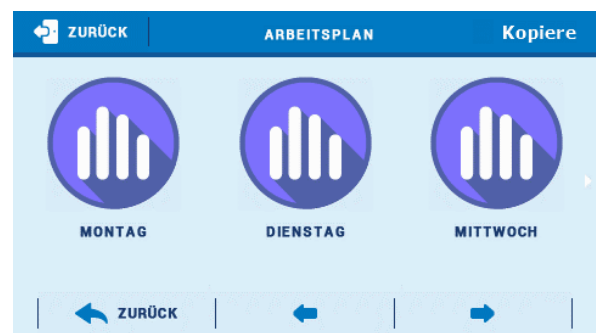 ZURÜCK ARBEITSPLAN Kopiere
MONTAG DIENSTAG MITTWOCH
ZURÜCK